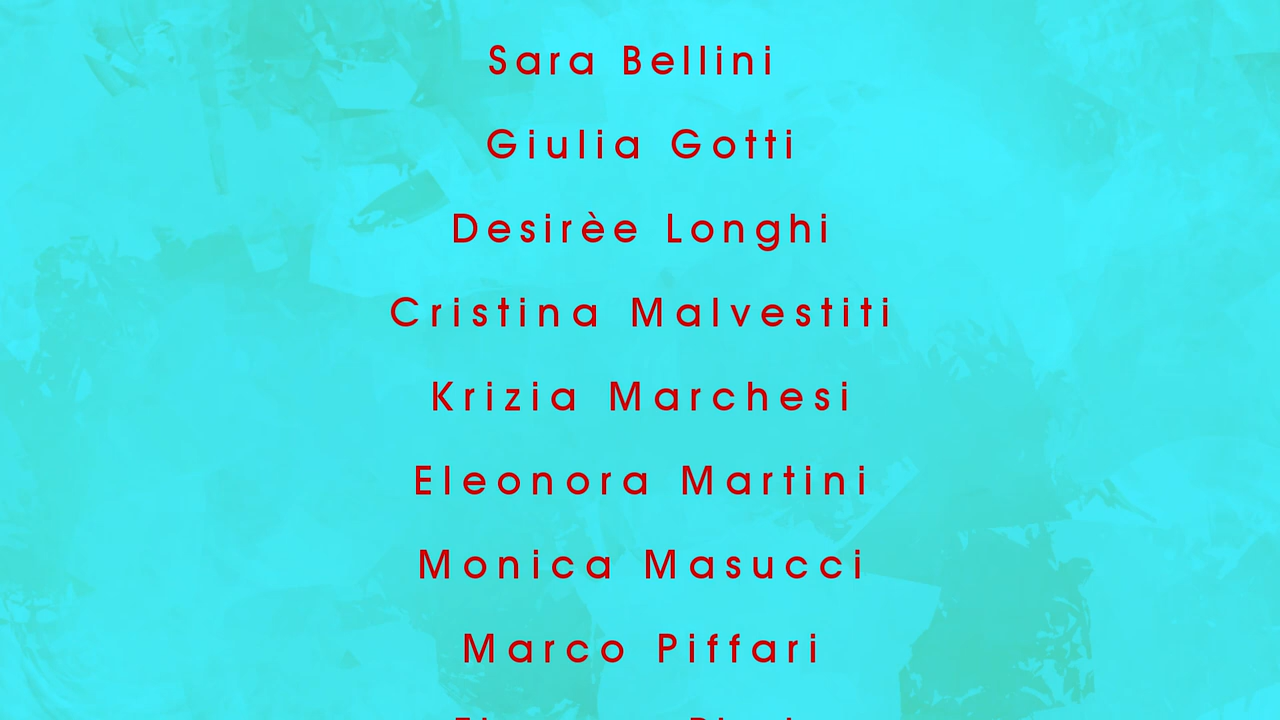 Sara Bellini
Giulia Gotti
Desirèe Longhi
Cristina Malvestiti
Krizia Marchesi
Eleonora Martini
Monica Masucci
Marco Piffari